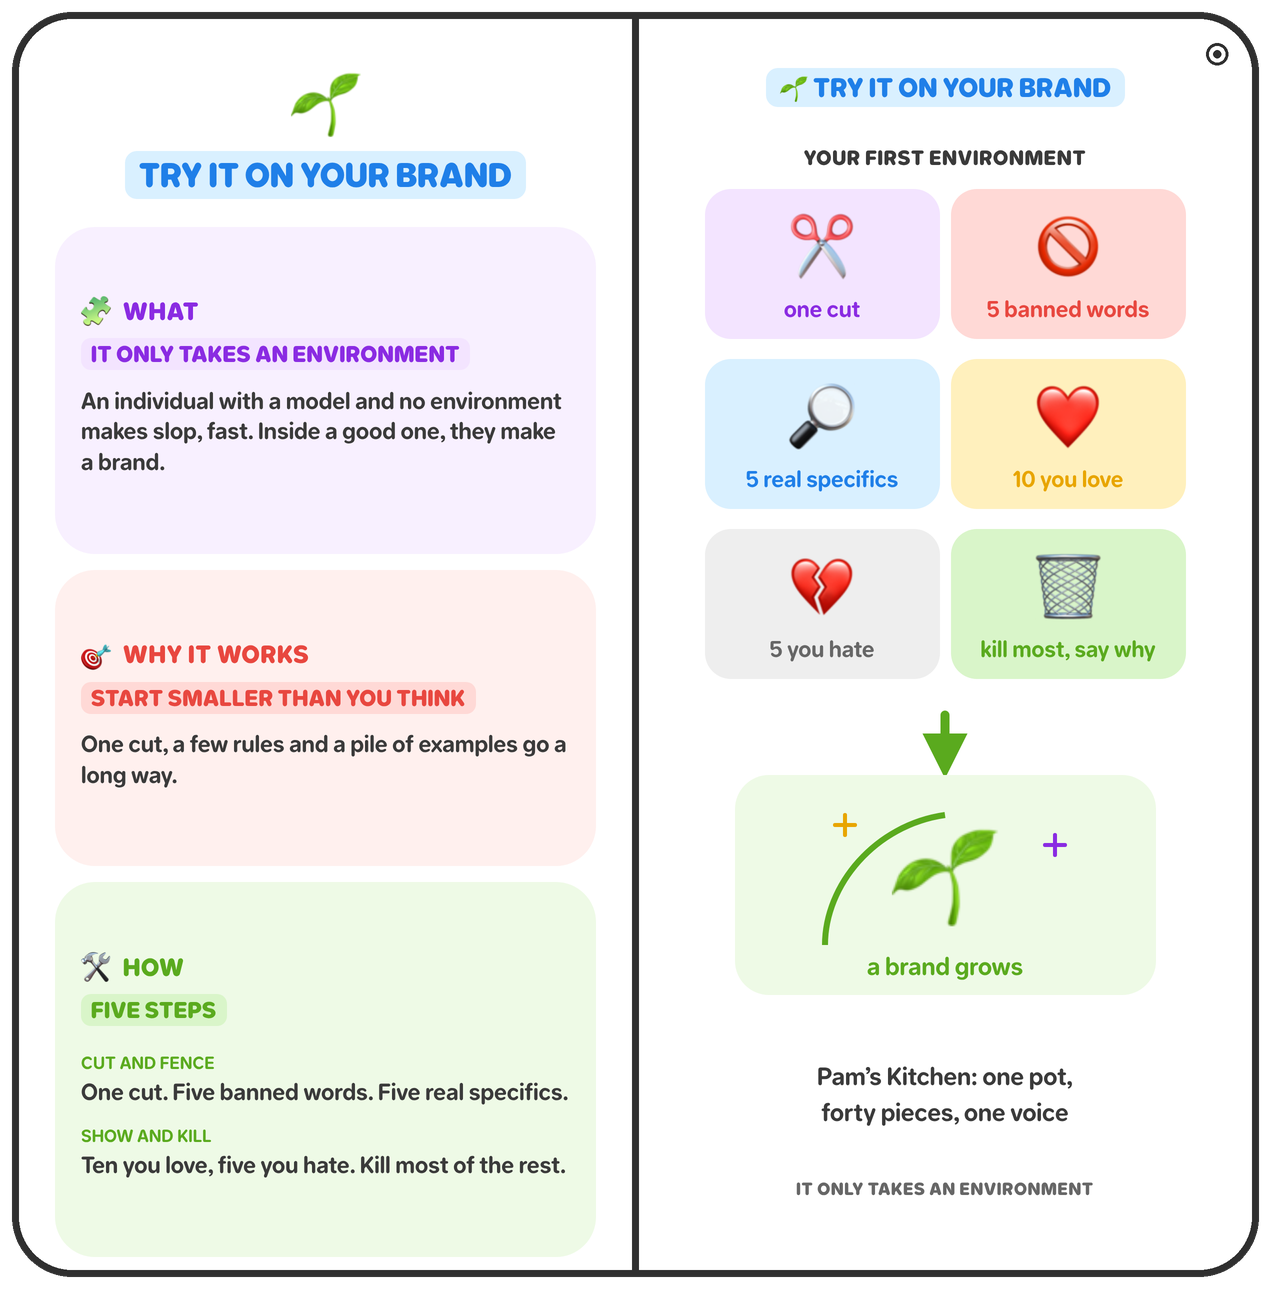 TRY IT ON YOUR BRAND
WHAT
IT ONLY TAKES AN ENVIRONMENT
An individual with a model and no environment
makes slop, fast. Inside a good one, they make
a brand.
WHY IT WORKS
START SMALLER THAN YOU THINK
One cut, a few rules and a pile of examples go a
long way.
HOW
FIVE STEPS
CUT AND FENCE
One cut. Five banned words. Five real specifics.
SHOW AND KILL
Ten you love, five you hate. Kill most of the rest.
TRY IT ON YOUR BRAND
YOUR FIRST ENVIRONMENT
one cut
5 banned words
5 real specifics
10 you love
5 you hate
kill most, say why
a brand grows
Pam’s Kitchen: one pot,
forty pieces, one voice
IT ONLY TAKES AN ENVIRONMENT